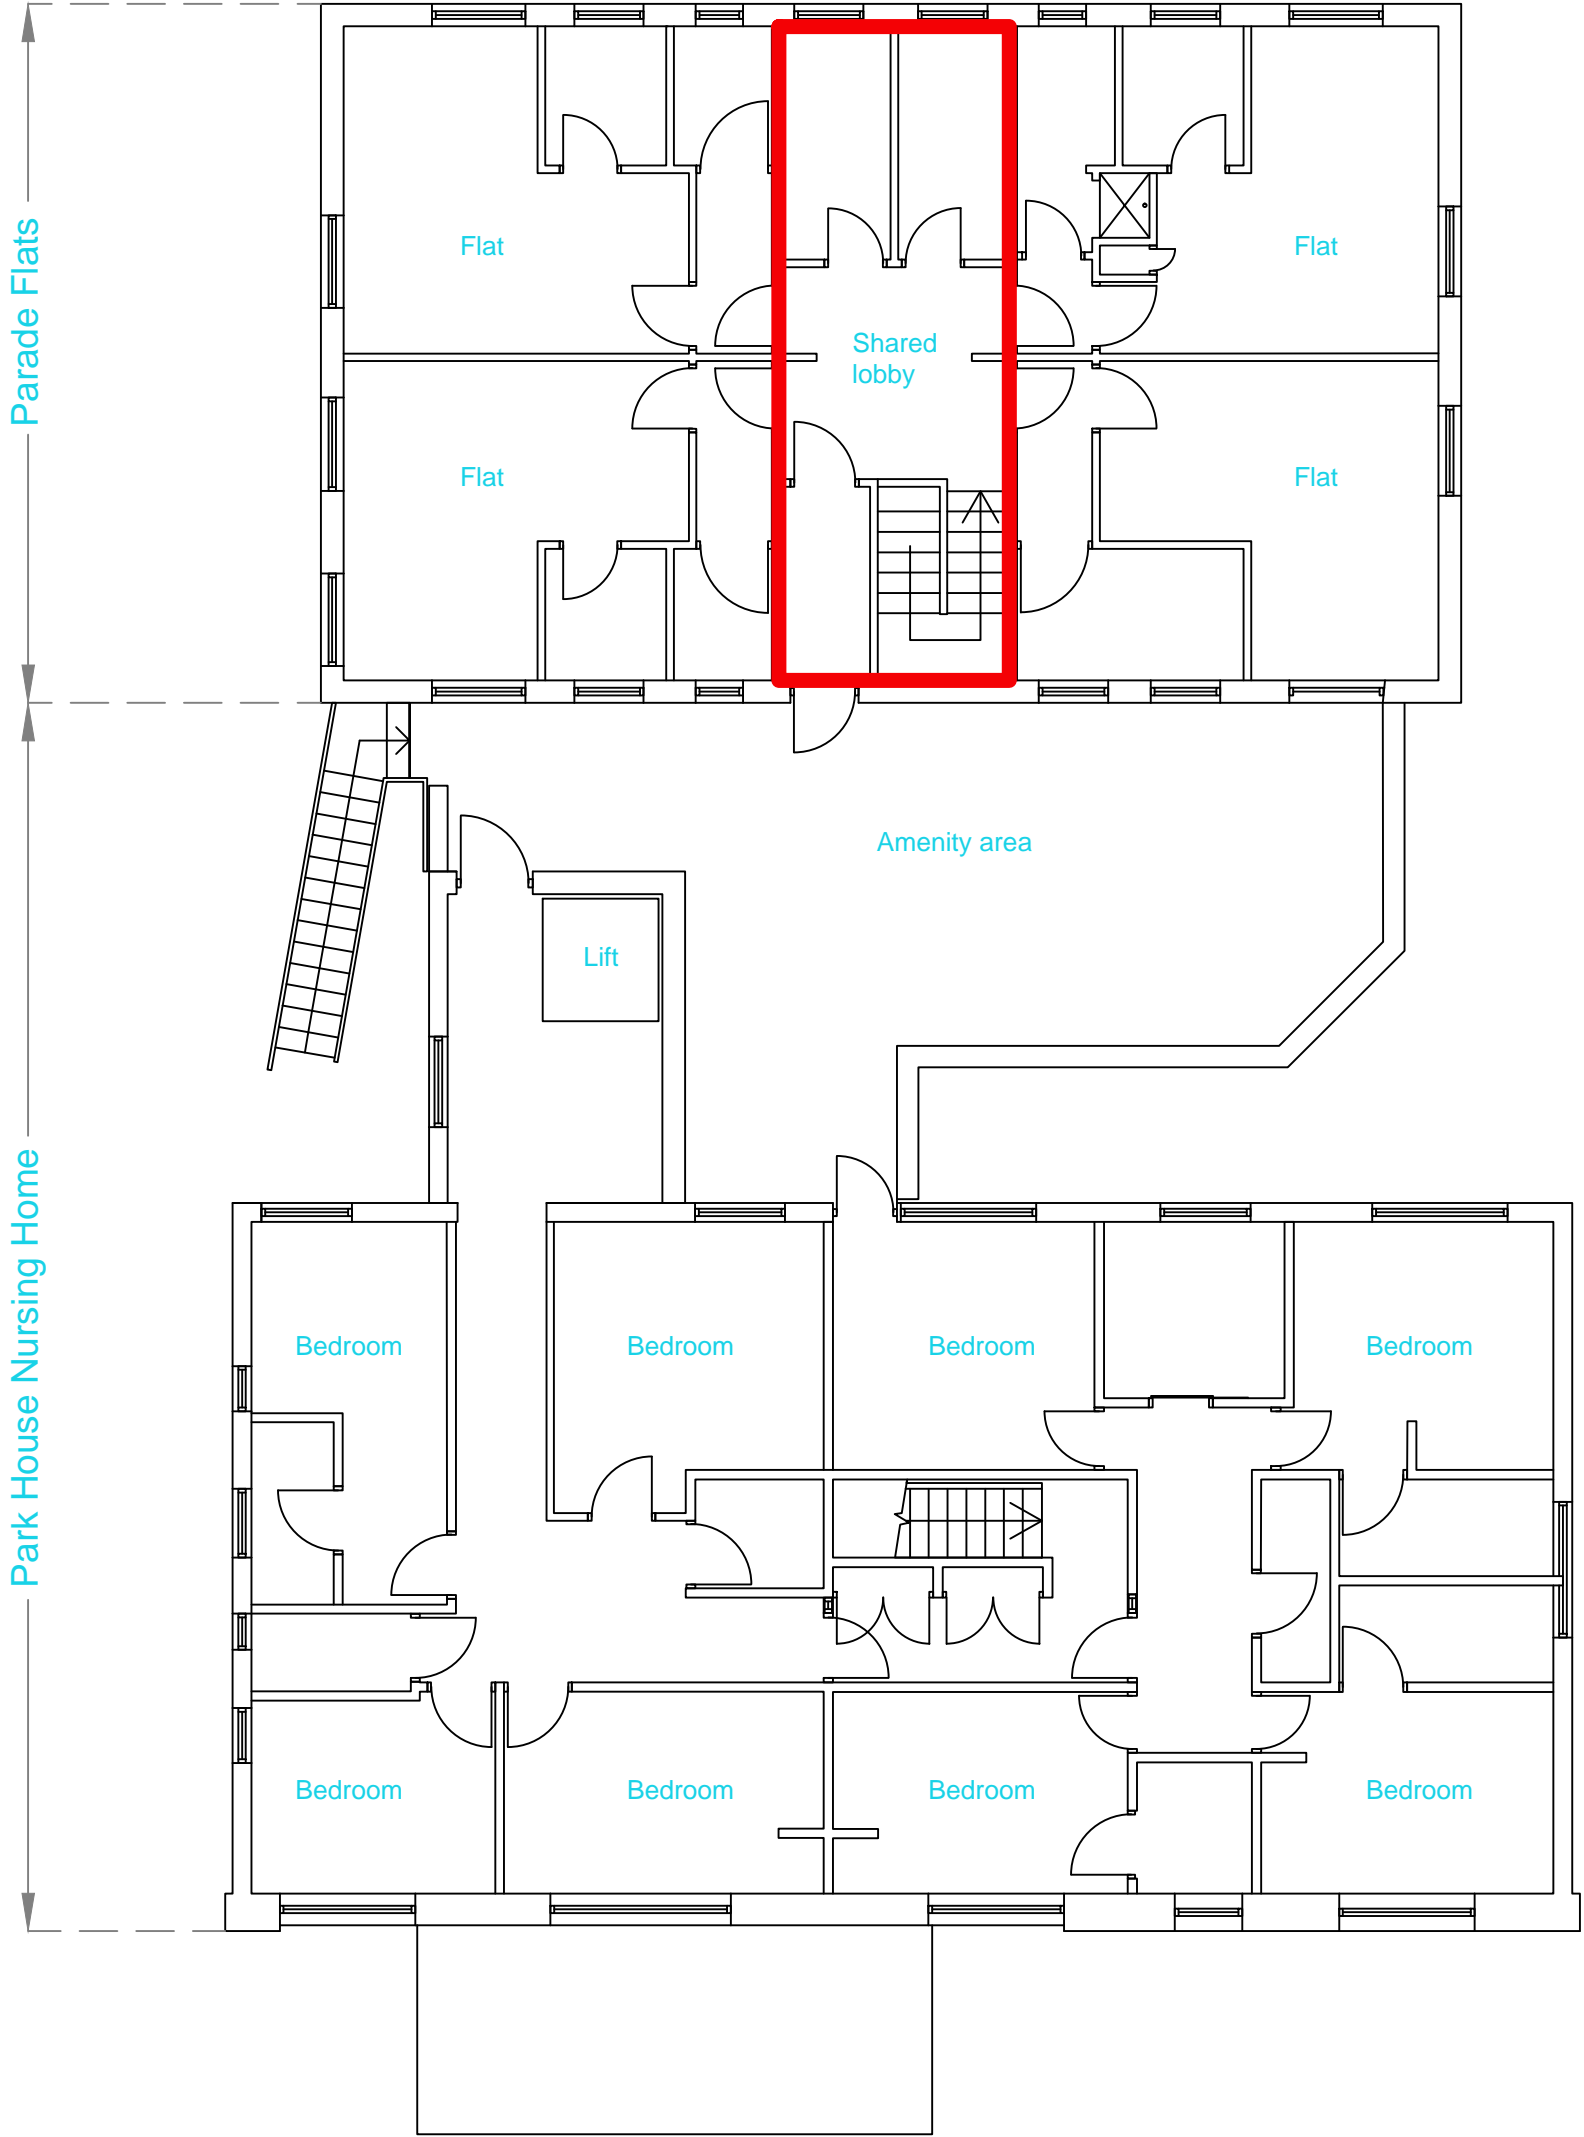 Parade Flats
Flat
Flat
Shared
lobby
Flat
Flat
Amenity area
Lift
Park House Nursing Home
Bedroom
Bedroom
Bedroom
Bedroom
Bedroom
Bedroom
Bedroom
Bedroom